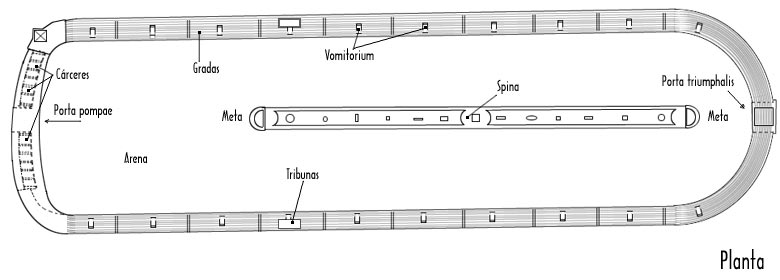 Vomitorium
Gradas
Cárceres
Porta triumphalis
Spina
Porta pompae
Meta
Meta
Arena
Tribunas
Planta